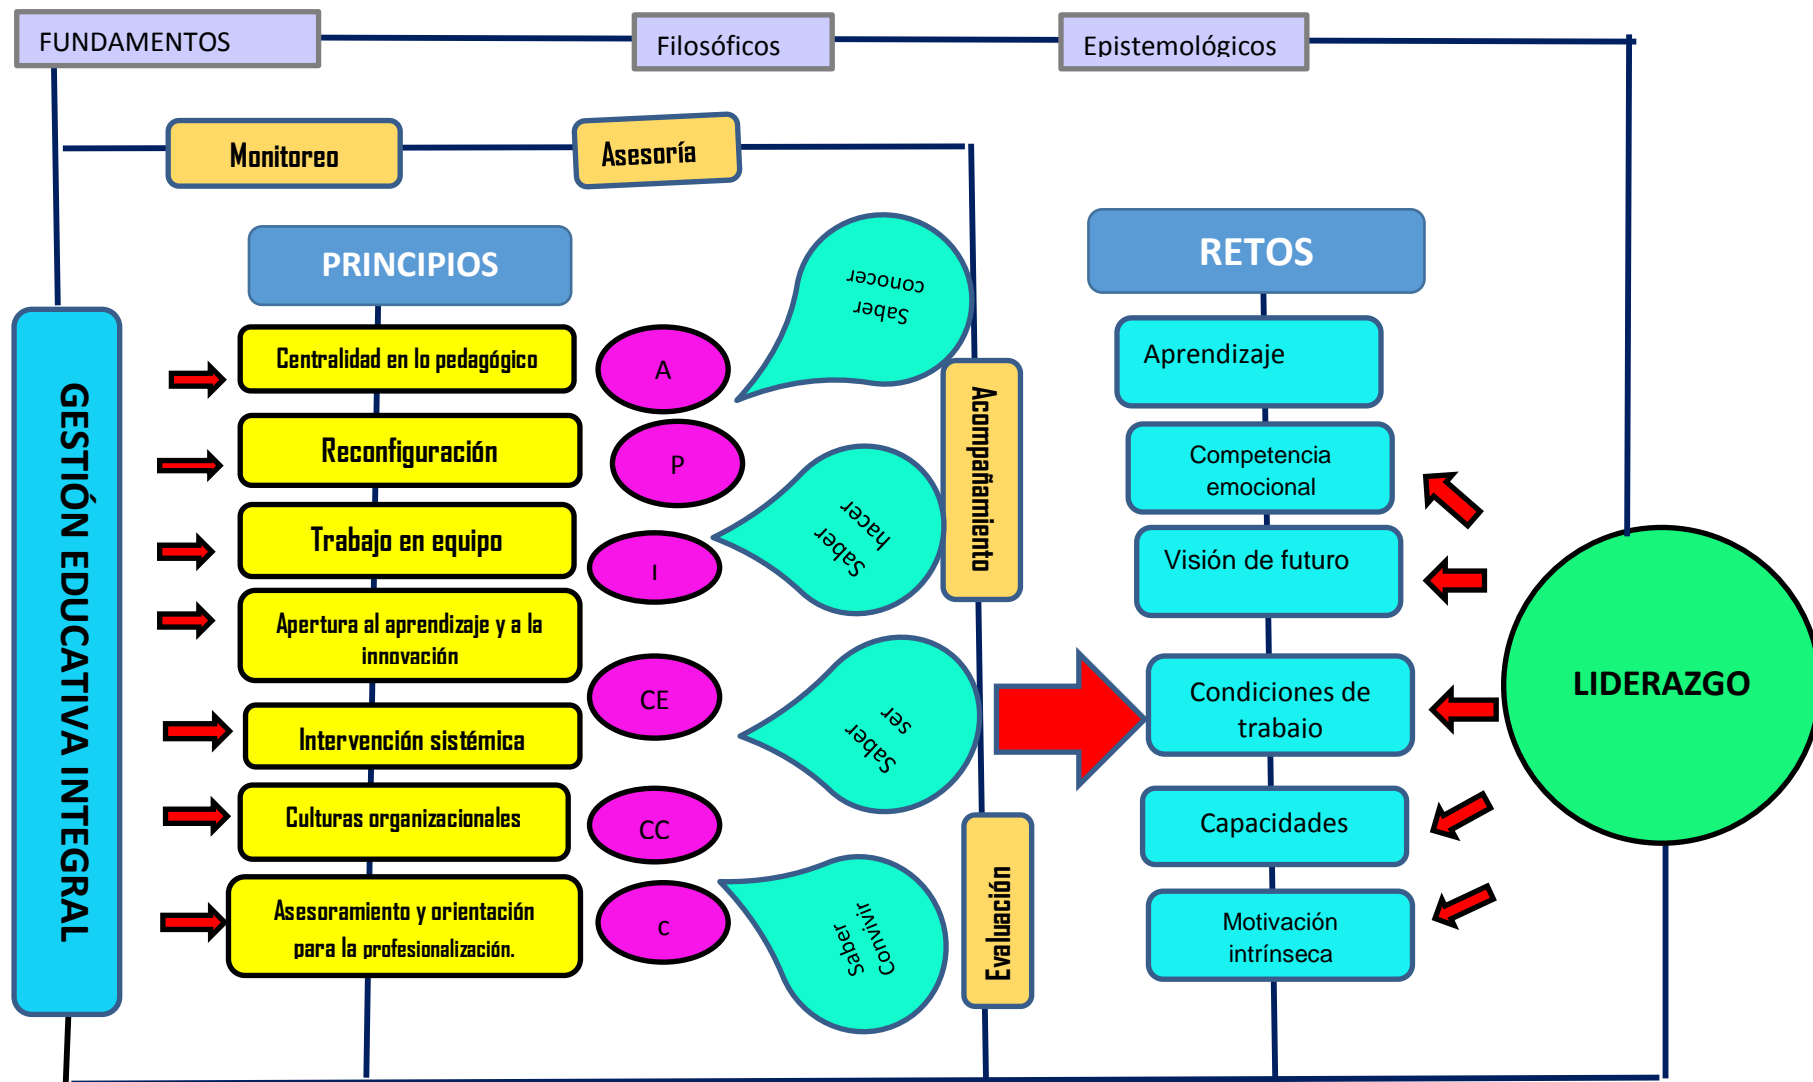 FUNDAMENTOS
Filosóficos
Epistemológicos
Monitoreo
Asesoría
PRINCIPIOS
RETOS
GESTIÓN EDUCATIVA INTEGRAL
Centralidad en lo pedagógico
Reconfiguración
Trabajo en equipo
Apertura al aprendizaje y a la
innovación
Intervención sistémica
Culturas organizacionales
Asesoramiento y orientación
para la profesionalización.
A
P
I
CE
CC
c
Saber
conocer
Saber
hacer
Saber
ser
Saber
Convivir
Acompañamiento
Evaluación
Aprendizaje
Competencia
emocional
Visión de futuro
Condiciones de
trabajo
Capacidades
Motivación
intrínseca
LIDERAZGO